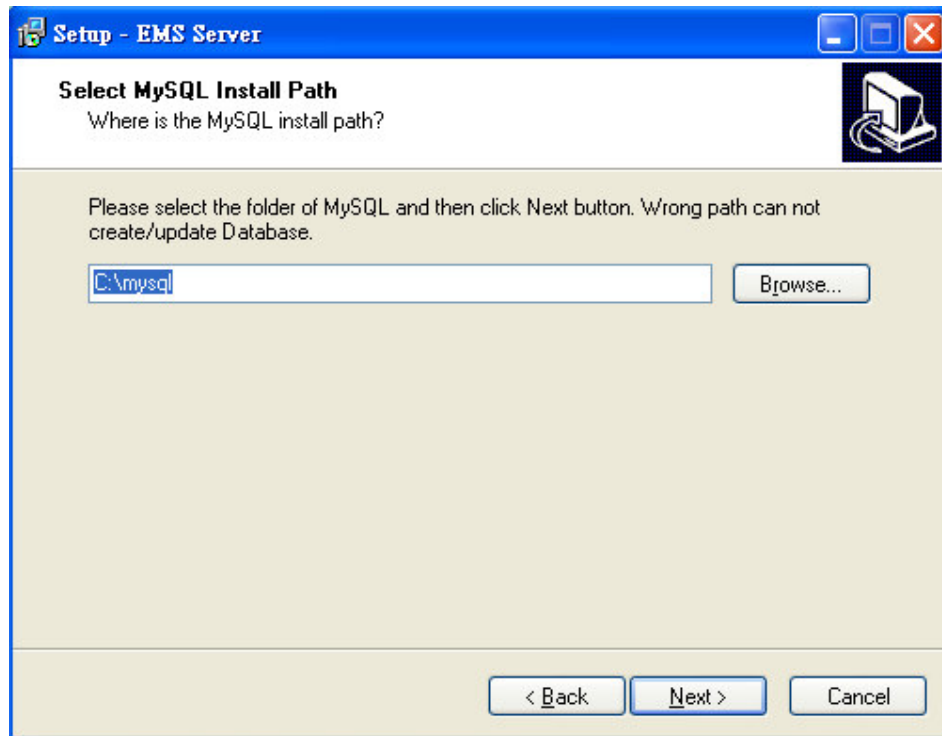 Setup - EMS Server
Select MySQL Install Path
Where is the MySQL install path?
Please select the folder of MySQL and then click Next button. Wrong path can not
create/update Database.
C:\mysql
Browse...
< Back
Next >
Cancel